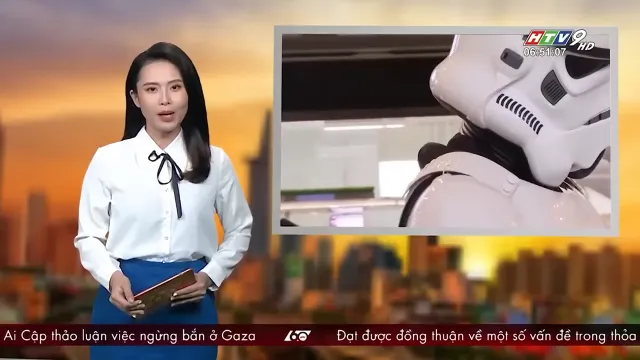 HTV9 HD
06:51:07
Ai Cập thảo luận việc ngừng bắn ở Gaza 60 Đạt được đồng thuận về một số vấn đề trong thỏa